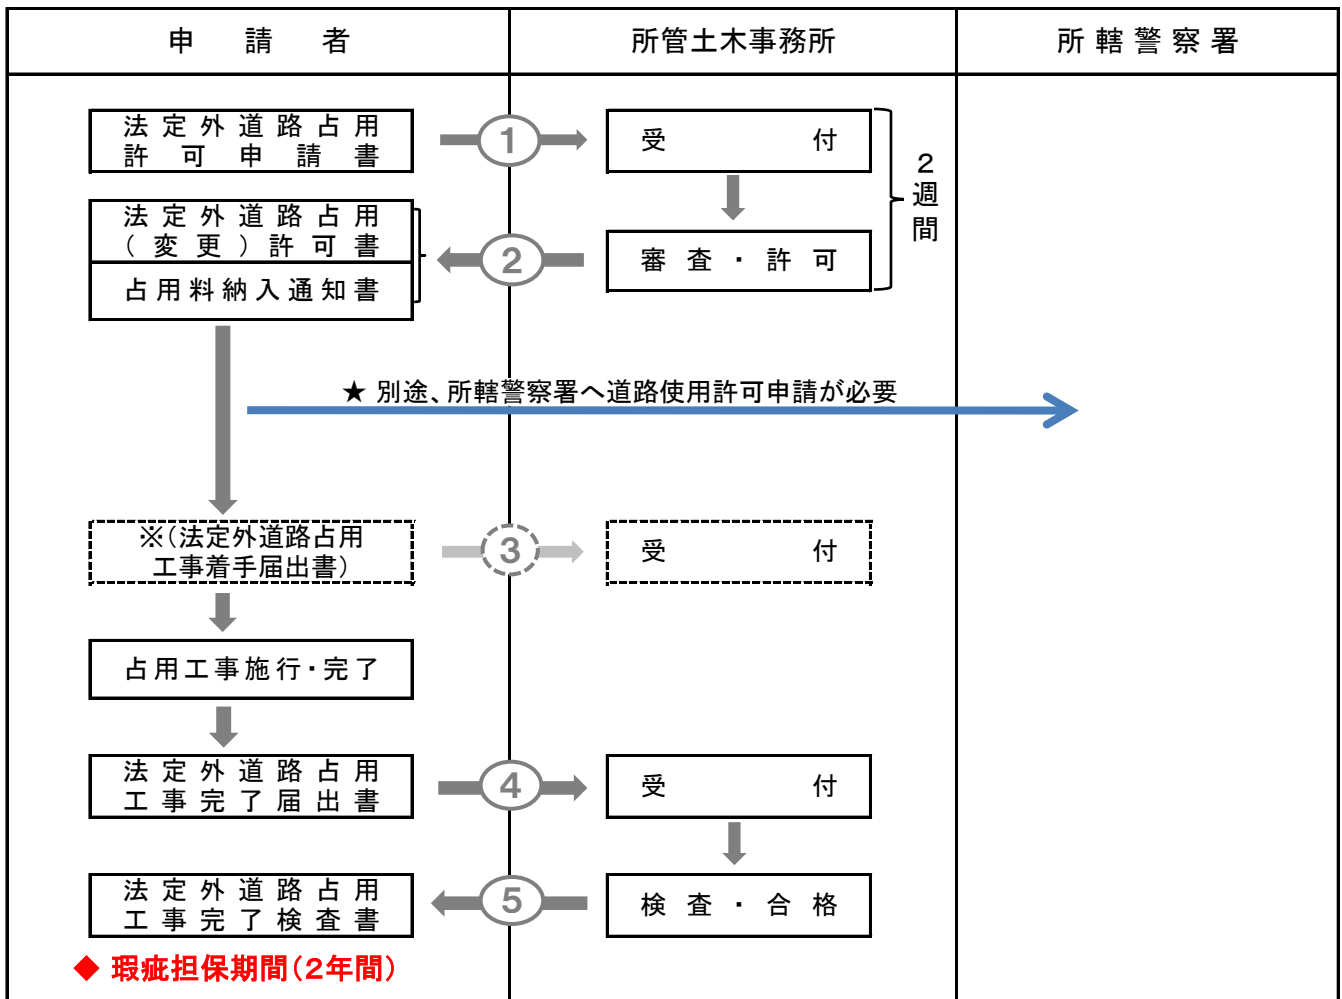 申請者
所管土木事務所
所轄警察署
法定外道路占用
許可申請書
1
受付
2週間
法定外道路占用
(変更)許可書
占用料納入通知書
2
審査・許可
★ 別途、所轄警察署へ道路使用許可申請が必要
※(法定外道路占用
工事着手届出書)
3
受付
占用工事施行・完了
法定外道路占用
工事完了届出書
4
受付
法定外道路占用
工事完了検査書
5
検査・合格
◆ 瑕疵担保期間(2年間)